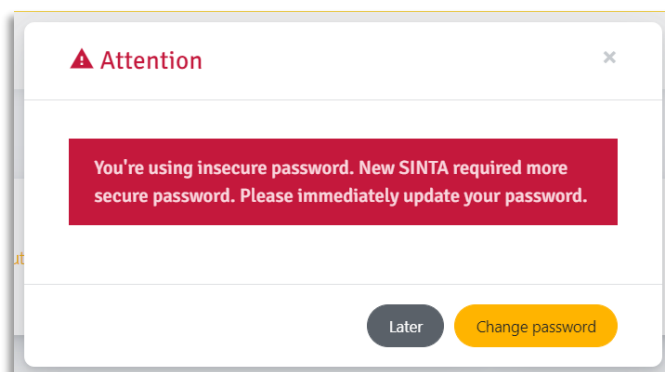 Attention
×
You're using insecure password. New SINTA required more
secure password. Please immediately update your password.
ut
Later
Change password